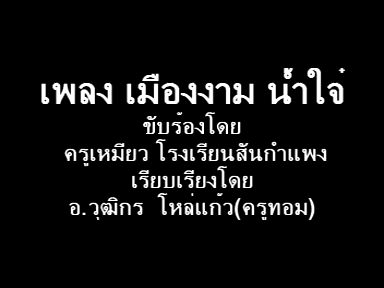 เพลง เมืองงาม น้ำใจ๋
ขับร้องโดย
ครูเหมียว โรงเรียนสันกำแพง
เรียบเรียงโดย
อ.วุฒิกร โหล่แก้ว(ครูทอม)